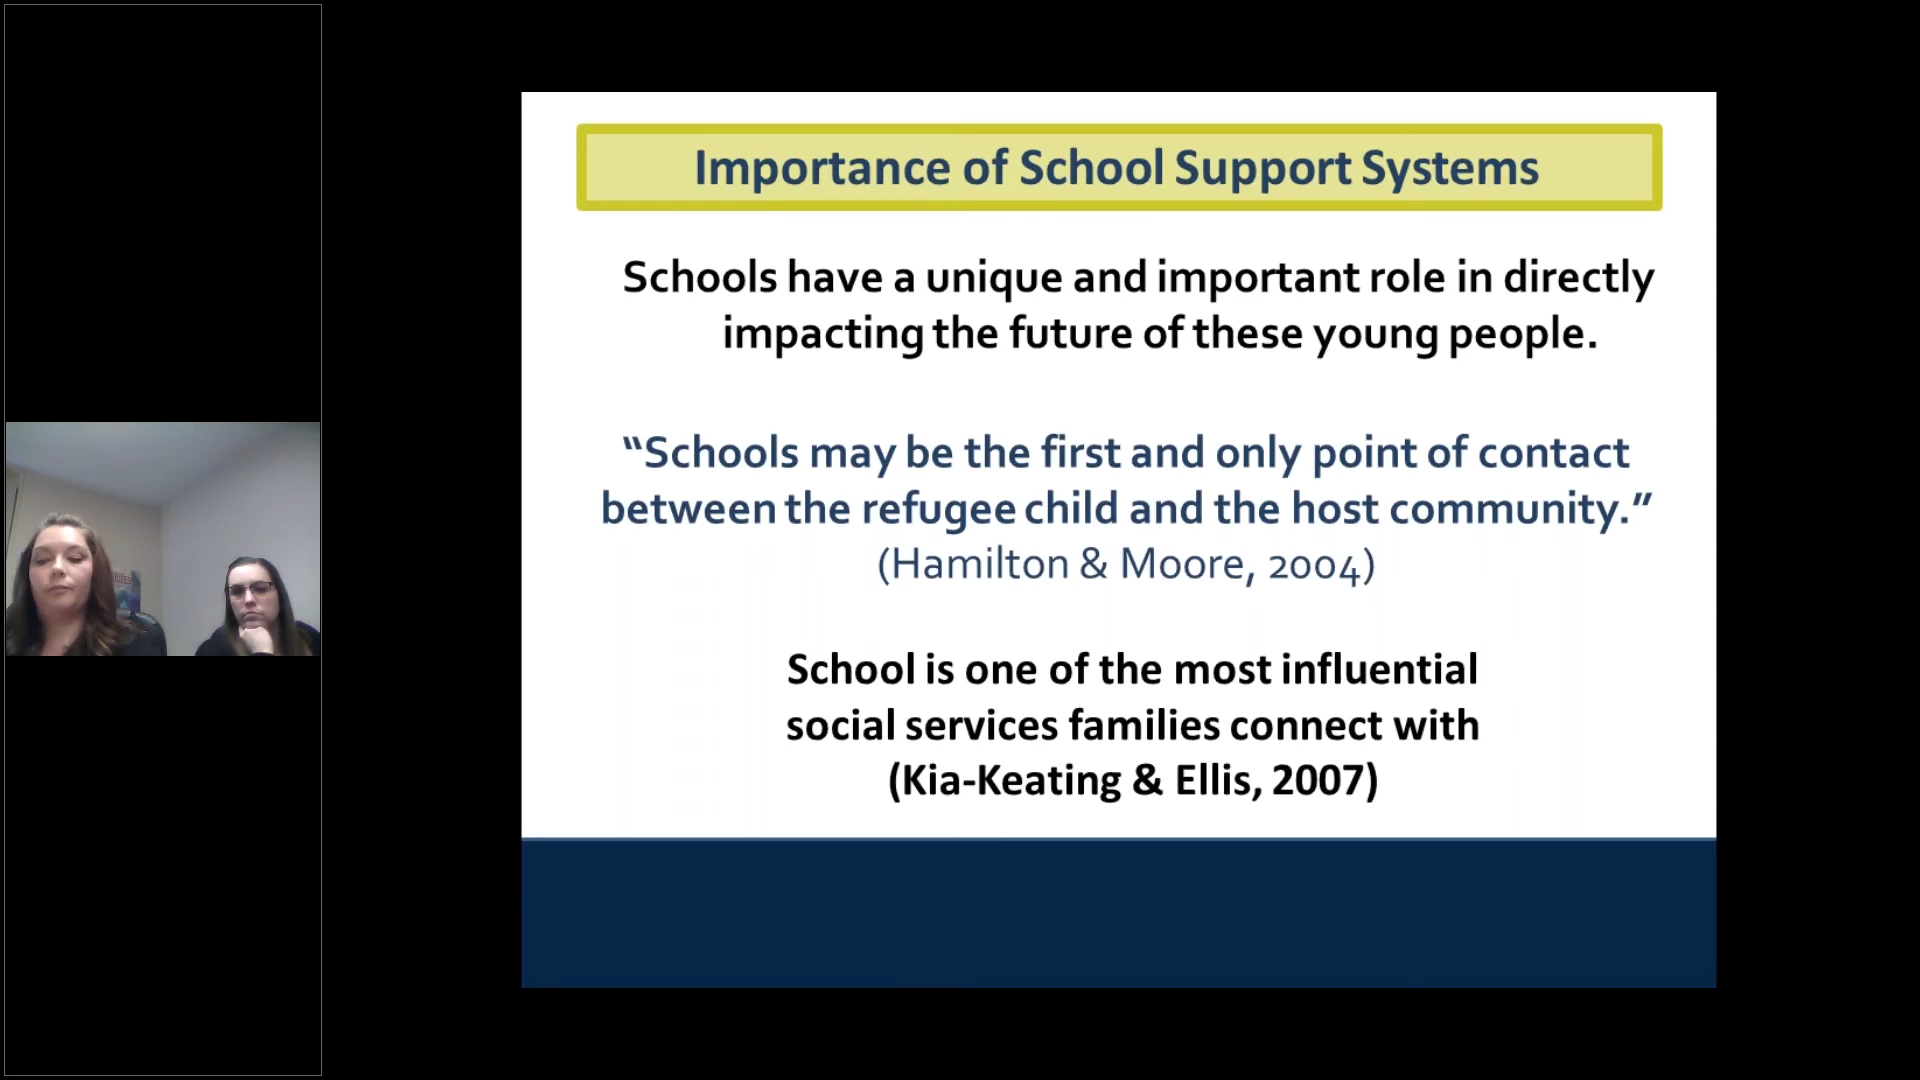 Importance of School Support Systems
Schools have a unique and important role in directly
impacting the future of these young people.
“Schools may be the first and only point of contact
between the refugee child and the host community.”
(Hamilton & Moore, 2004)
School is one of the most influential
social services families connect with
(Kia-Keating & Ellis, 2007)